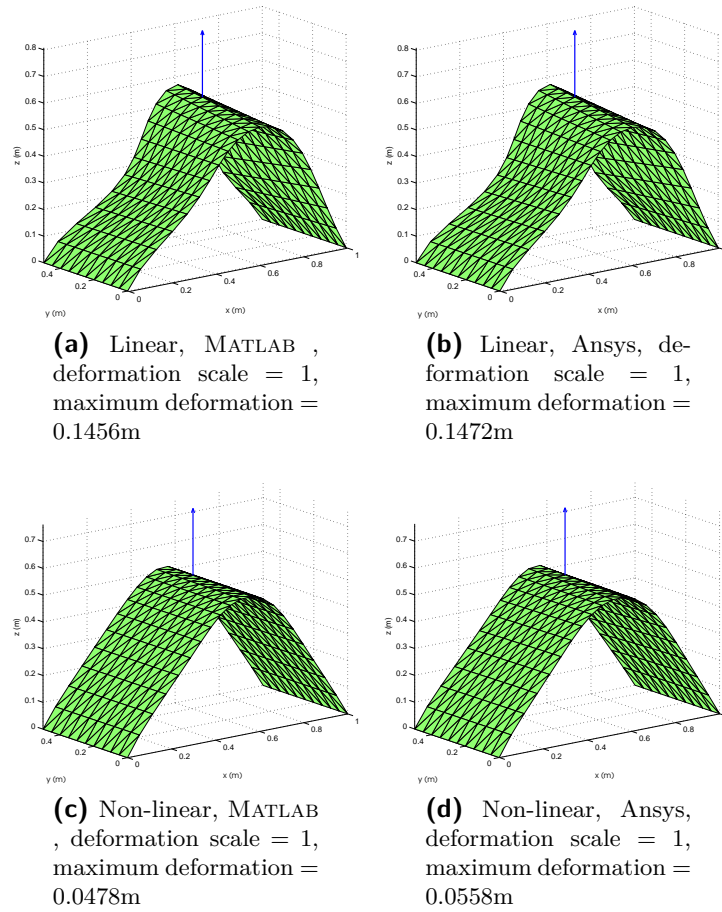 0.8
0.7
0.6
0.5
0.4
0.3
0.2
0.1
0
z (m)
0.4
0.2
0
y (m)
0
0.2
0.4
0.6
0.8
1
x (m)
(a) Linear, MATLAB ,
deformation scale = 1,
maximum deformation =
0.1456m
0.8
0.7
0.6
0.5
0.4
0.3
0.2
0.1
0
z (m)
0.4
0.2
0
y (m)
0
0.2
0.4
0.6
0.8
x (m)
(b) Linear, Ansys, de-
formation scale = 1,
maximum deformation =
0.1472m
0.7
0.6
0.5
0.4
0.3
0.2
0.1
0
z (m)
0.4
0.2
0
y (m)
0
0.2
0.4
0.6
0.8
1
x (m)
(c) Non-linear, MATLAB
, deformation scale = 1,
maximum deformation =
0.0478m
0.7
0.6
0.5
0.4
0.3
0.2
0.1
0
z (m)
0.4
0.2
0
y (m)
0
0.2
0.4
0.6
0.8
x (m)
(d) Non-linear, Ansys,
deformation scale = 1,
maximum deformation =
0.0558m